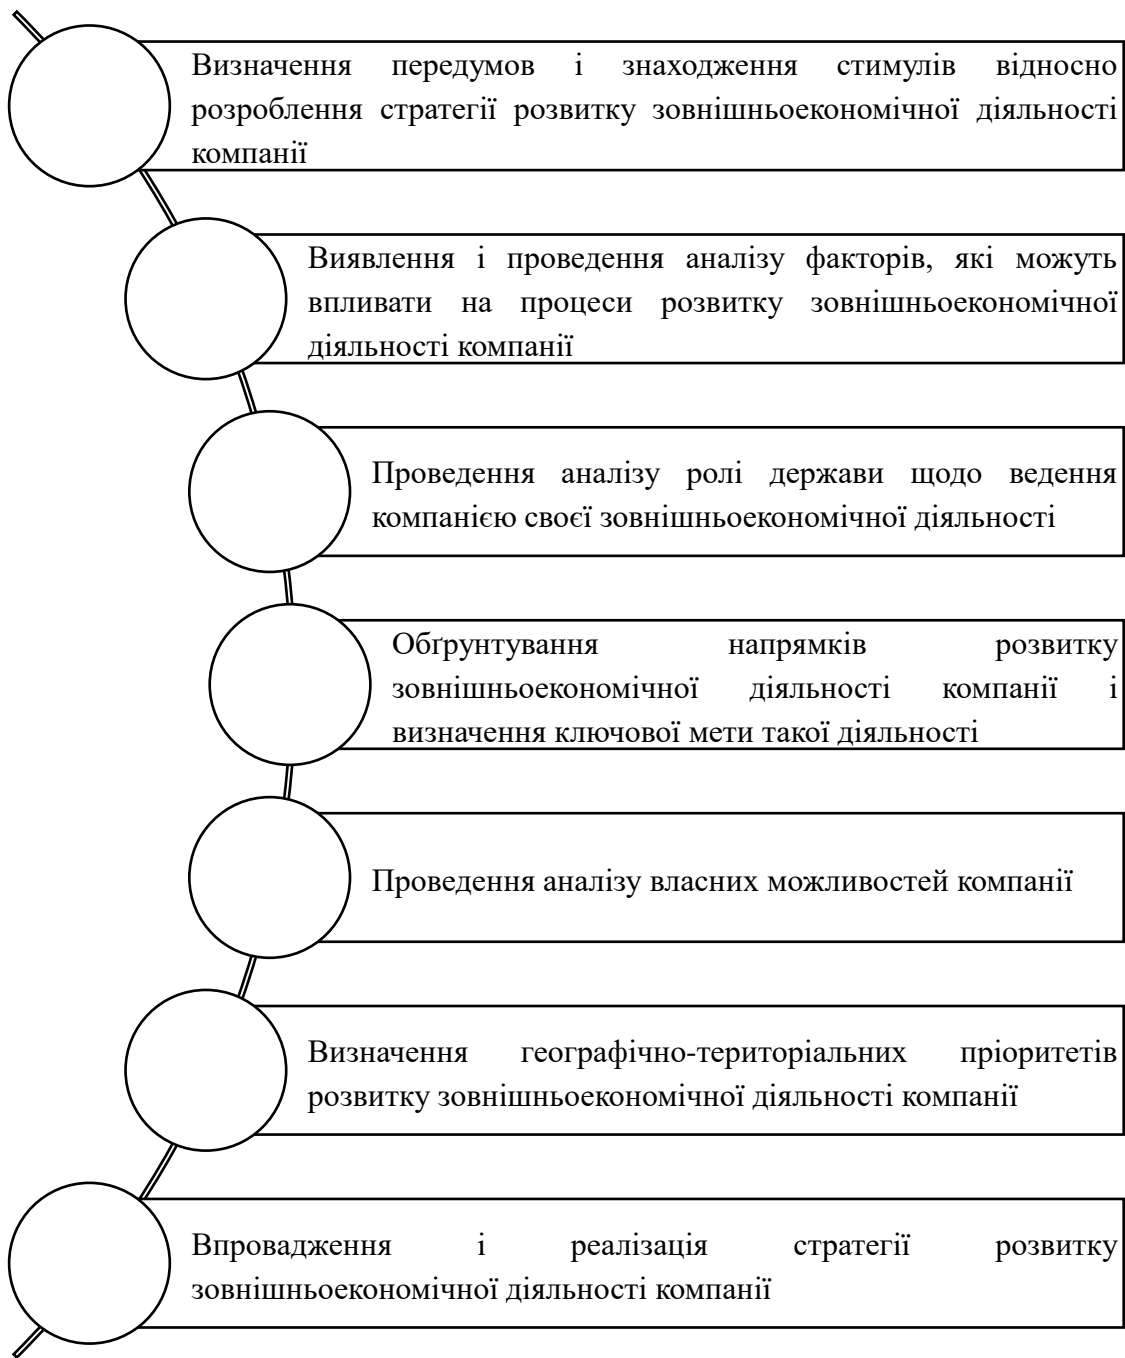 Визначення передумов і знаходження стимулів відносно
розроблення стратегії розвитку зовнішньоекономічної діяльності
компанії
Виявлення і проведення аналізу факторів, які можуть
впливати на процеси розвитку зовнішньоекономічної
діяльності компанії
Проведення аналізу ролі держави щодо ведення
компанією своєї зовнішньоекономічної діяльності
Обґрунтування напрямків розвитку
зовнішньоекономічної діяльності компанії і
визначення ключової мети такої діяльності
Проведення аналізу власних можливостей компанії
Визначення географічно-територіальних пріоритетів
розвитку зовнішньоекономічної діяльності компанії
Впровадження і реалізація стратегії розвитку
зовнішньоекономічної діяльності компанії